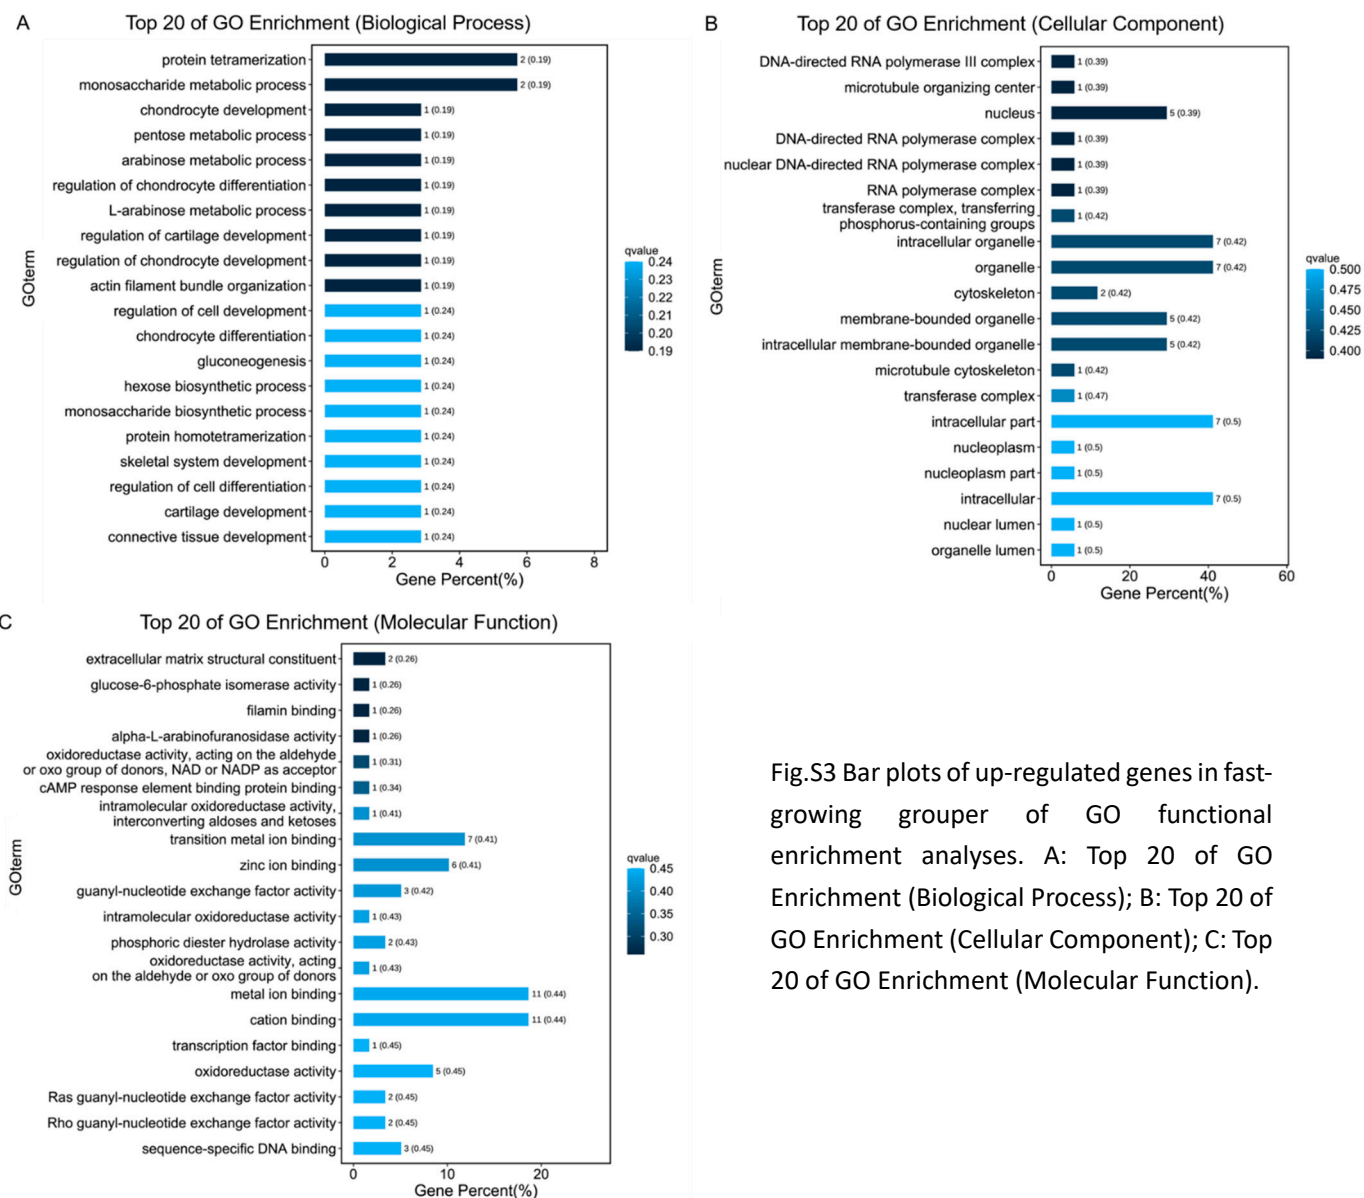 A
Top 20 of GO Enrichment (Biological Process)
GOterm
protein tetramerization
2 (0.19)
monosaccharide metabolic process
2 (0.19)
chondrocyte development
1 (0.19)
pentose metabolic process
1 (0.19)
arabinose metabolic process
1 (0.19)
regulation of chondrocyte differentiation
1 (0.19)
L-arabinose metabolic process
1 (0.19)
regulation of cartilage development
1 (0.19)
regulation of chondrocyte development
1 (0.19)
actin filament bundle organization
1 (0.19)
regulation of cell development
1 (0.24)
chondrocyte differentiation
1 (0.24)
gluconeogenesis
1 (0.24)
hexose biosynthetic process
1 (0.24)
monosaccharide biosynthetic process
1 (0.24)
protein homotetramerization
1 (0.24)
skeletal system development
1 (0.24)
regulation of cell differentiation
1 (0.24)
cartilage development
1 (0.24)
connective tissue development
1 (0.24)
0 2 4 6 8
Gene Percent(%)
qvalue
0.24
0.23
0.22
0.21
0.20
0.19
B
Top 20 of GO Enrichment (Cellular Component)
GOterm
DNA-directed RNA polymerase III complex
1 (0.39)
microtubule organizing center
1 (0.39)
nucleus
5 (0.39)
DNA-directed RNA polymerase complex
1 (0.39)
nuclear DNA-directed RNA polymerase complex
1 (0.39)
RNA polymerase complex
1 (0.39)
transferase complex, transferring
phosphorus-containing groups
1 (0.42)
intracellular organelle
7 (0.42)
organelle
7 (0.42)
cytoskeleton
2 (0.42)
membrane-bounded organelle
5 (0.42)
intracellular membrane-bounded organelle
5 (0.42)
microtubule cytoskeleton
1 (0.42)
transferase complex
1 (0.47)
intracellular part
7 (0.5)
nucleoplasm
1 (0.5)
nucleoplasm part
1 (0.5)
intracellular
7 (0.5)
nuclear lumen
1 (0.5)
organelle lumen
1 (0.5)
0 20 40 60
Gene Percent(%)
qvalue
0.500
0.475
0.450
0.425
0.400
C
Top 20 of GO Enrichment (Molecular Function)
GOterm
extracellular matrix structural constituent
2 (0.26)
glucose-6-phosphate isomerase activity
1 (0.26)
filamin binding
1 (0.26)
alpha-L-arabinofuranosidase activity
1 (0.26)
oxidoreductase activity, acting on the aldehyde
or oxo group of donors, NAD or NADP as acceptor
1 (0.31)
cAMP response element binding protein binding
1 (0.34)
intramolecular oxidoreductase activity,
interconverting aldoses and ketoses
1 (0.41)
transition metal ion binding
7 (0.41)
zinc ion binding
6 (0.41)
guanyl-nucleotide exchange factor activity
3 (0.42)
intramolecular oxidoreductase activity
1 (0.43)
phosphoric diester hydrolase activity
2 (0.43)
oxidoreductase activity, acting
on the aldehyde or oxo group of donors
1 (0.43)
metal ion binding
11 (0.44)
cation binding
11 (0.44)
transcription factor binding
1 (0.45)
oxidoreductase activity
5 (0.45)
Ras guanyl-nucleotide exchange factor activity
2 (0.45)
Rho guanyl-nucleotide exchange factor activity
2 (0.45)
sequence-specific DNA binding
3 (0.45)
0 10 20
Gene Percent(%)
qvalue
0.45
0.40
0.35
0.30
Fig.S3 Bar plots of up-regulated genes in fast-
growing grouper of GO functional
enrichment analyses. A: Top 20 of GO
Enrichment (Biological Process); B: Top 20 of
GO Enrichment (Cellular Component); C: Top
20 of GO Enrichment (Molecular Function).